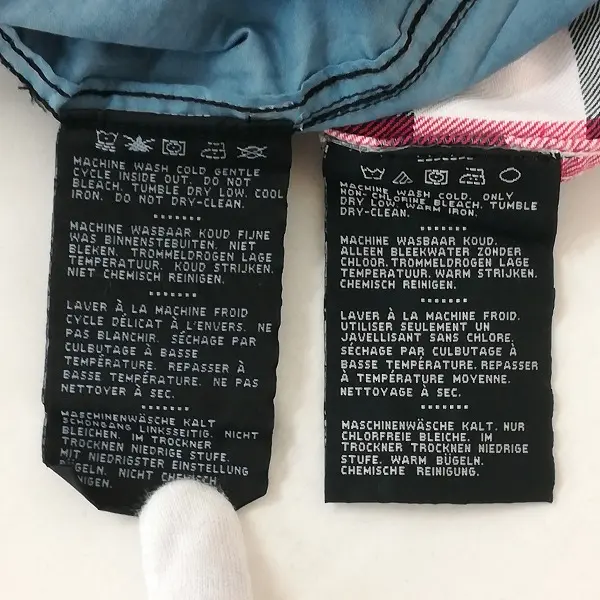 MACHINE WASH COLD GENTLE
CYCLE INSIDE OUT. DO NOT
BLEACH. TUMBLE DRY LOW. COOL
IRON. DO NOT DRY-CLEAN.
MACHINE WASBAAR KOUD FIJNE
WAS BINNENSTEBUITEN. NIET
BLEKEN. TROMMELDROGEN LAGE
TEMPERATUUR. KOUD STRIJKEN.
NIET CHEMISCH REINIGEN.
LAVER À LA MACHINE FROID
CYCLE DÉLICAT À L'ENVERS. NE
PAS BLANCHIR. SÉCHAGE PAR
CULBUTAGE À BASSE
TEMPÉRATURE. REPASSER À
BASSE TEMPÉRATURE. NE PAS
NETTOYER À SEC.
MASCHINENWÄSCHE KALT
SCHONGANG LINKSSEITIG. NICHT
BLEICHEN. IM TROCKNER
TROCKNEN NIEDRIGE STUFE.
MIT NIEDRIGSTER EINSTELLUNG
BÜGELN. NICHT CHEMISCH
NIGEN.
MACHINE WASH COLD. ONLY
NON-CHLORINE BLEACH. TUMBLE
DRY LOW. WARM IRON.
DRY-CLEAN.
MACHINE WASBAAR KOUD.
ALLEEN BLEEKWATER ZONDER
CHLOOR. TROMMELDROGEN LAGE
TEMPERATUUR. WARM STRIJKEN.
CHEMISCH REINIGEN.
LAVER À LA MACHINE FROID.
UTILISER SEULEMENT UN
JAVELLISANT SANS CHLORE.
SÉCHAGE PAR CULBUTAGE À
BASSE TEMPÉRATURE. REPASSER
À TEMPÉRATURE MOYENNE.
NETTOYAGE À SEC.
MASCHINENWÄSCHE KALT. NUR
CHLORFREIE BLEICHE. IM
TROCKNER TROCKNEN NIEDRIGE
STUFE. WARM BÜGELN.
CHEMISCHE REINIGUNG.